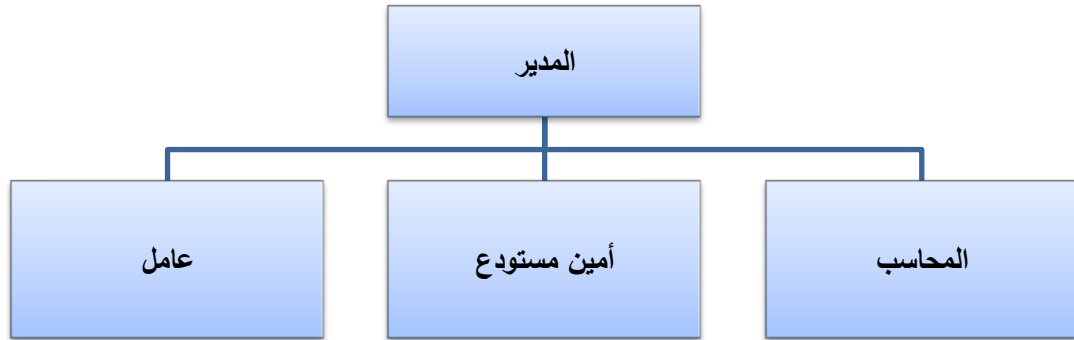 المدير
المحاسب
أمين مستودع
عامل